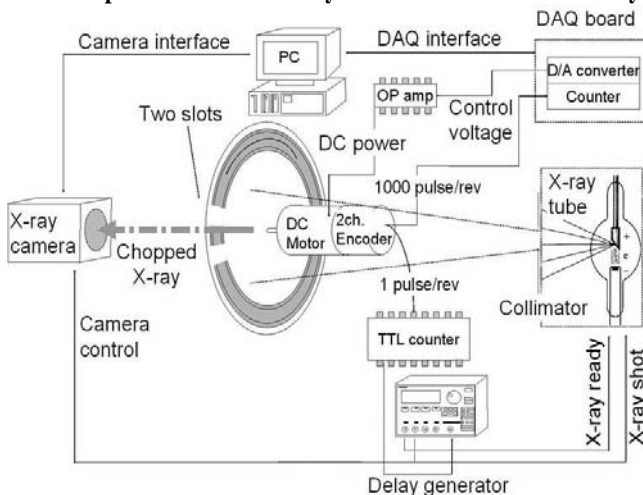 DAQ board
Camera interface
PC
DAQ interface
D/A converter
Counter
OP amp
Control
voltage
Two slots
DC power
1000 pulse/rev
X-ray
tube
X-ray
camera
DC
Motor
2ch.
Encoder
Chopped
X-ray
1 pulse/rev
Collimator
Camera
control
TTL counter
X-ray ready
X-ray shot
Delay generator
+
-